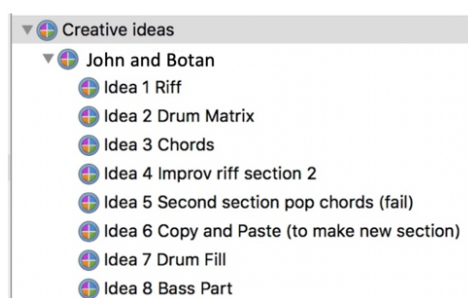 Creative ideas
John and Botan
Idea 1 Riff
Idea 2 Drum Matrix
Idea 3 Chords
Idea 4 Improv riff section 2
Idea 5 Second section pop chords (fail)
Idea 6 Copy and Paste (to make new section)
Idea 7 Drum Fill
Idea 8 Bass Part